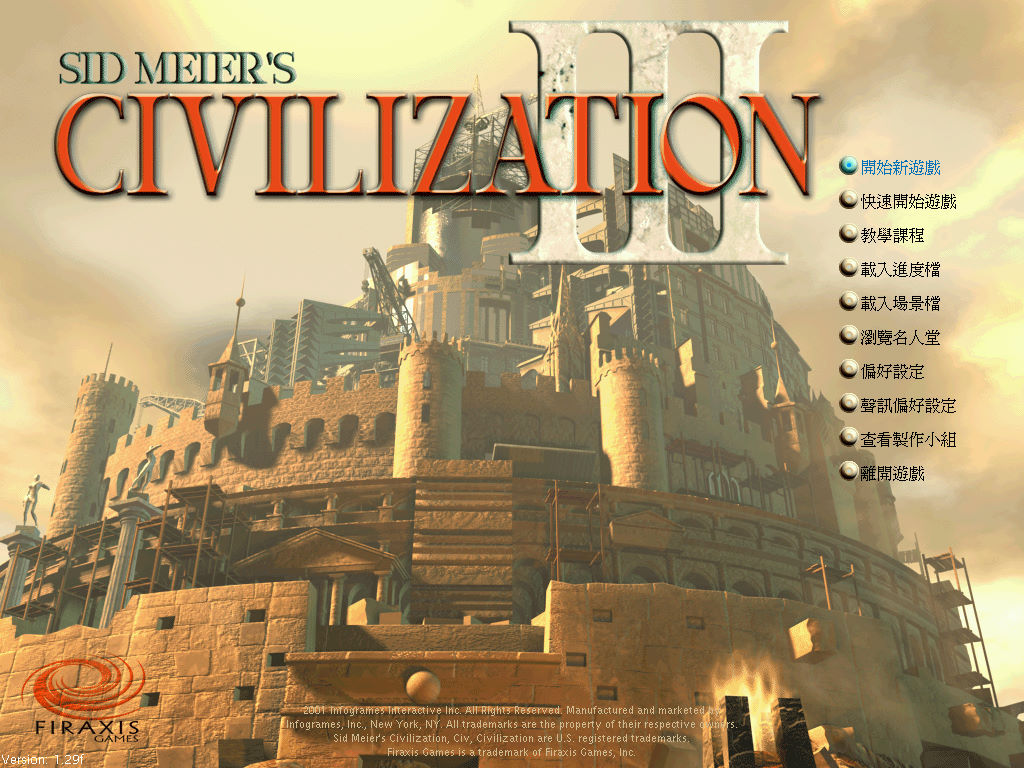 SID MEIER'S
CIVILIZATION
III
開始新遊戲
快速開始遊戲
教學課程
載入進度檔
載入場景檔
瀏覽名人堂
偏好設定
聲訊偏好設定
查看製作小組
離開遊戲
FIRAXIS
GAMES
2001 Infogrames Interactive Inc. All Rights Reserved. Manufactured and marketed by
Infogrames, Inc., New York, NY. All trademarks are the property of their respective owners.
Sid Meier's Civilization, Civ, Civilization are U.S. registered trademarks.
Firaxis Games is a trademark of Firaxis Games, Inc.
Version: 1.29f